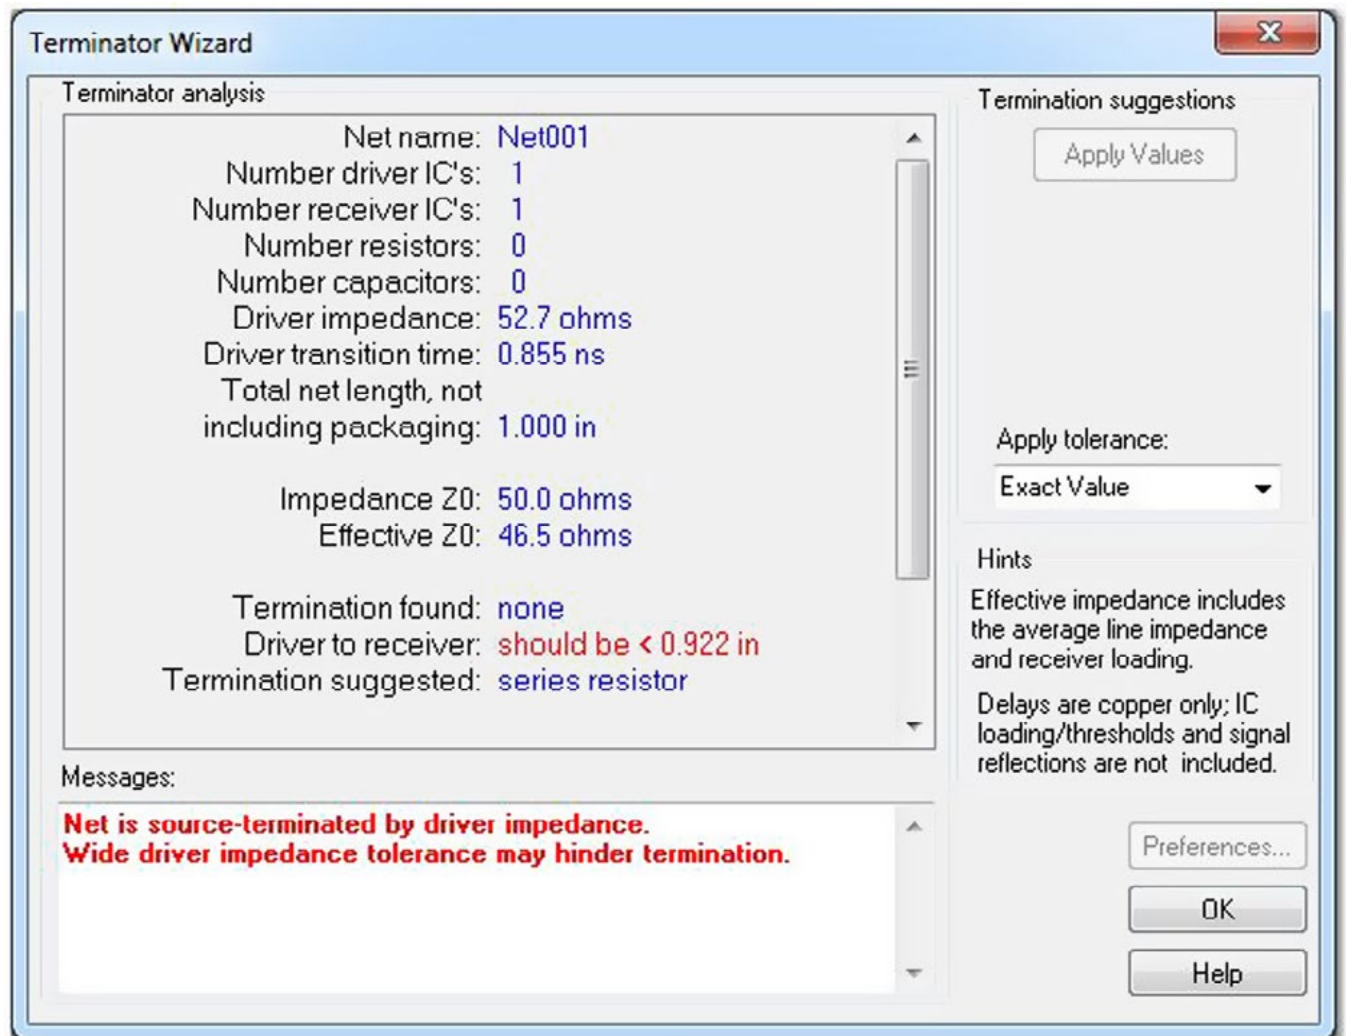 Terminator Wizard
Terminator analysis
Net name: Net001
Number driver IC's: 1
Number receiver IC's: 1
Number resistors: 0
Number capacitors: 0
Driver impedance: 52.7 ohms
Driver transition time: 0.855 ns
Total net length, not
including packaging: 1.000 in
Impedance Z0: 50.0 ohms
Effective Z0: 46.5 ohms
Termination found: none
Driver to receiver: should be < 0.922 in
Termination suggested: series resistor
Messages:
Net is source-terminated by driver impedance.
Wide driver impedance tolerance may hinder termination.
Termination suggestions
Apply Values
Apply tolerance:
Exact Value
Hints
Effective impedance includes
the average line impedance
and receiver loading.
Delays are copper only; IC
loading/thresholds and signal
reflections are not included.
Preferences...
OK
Help